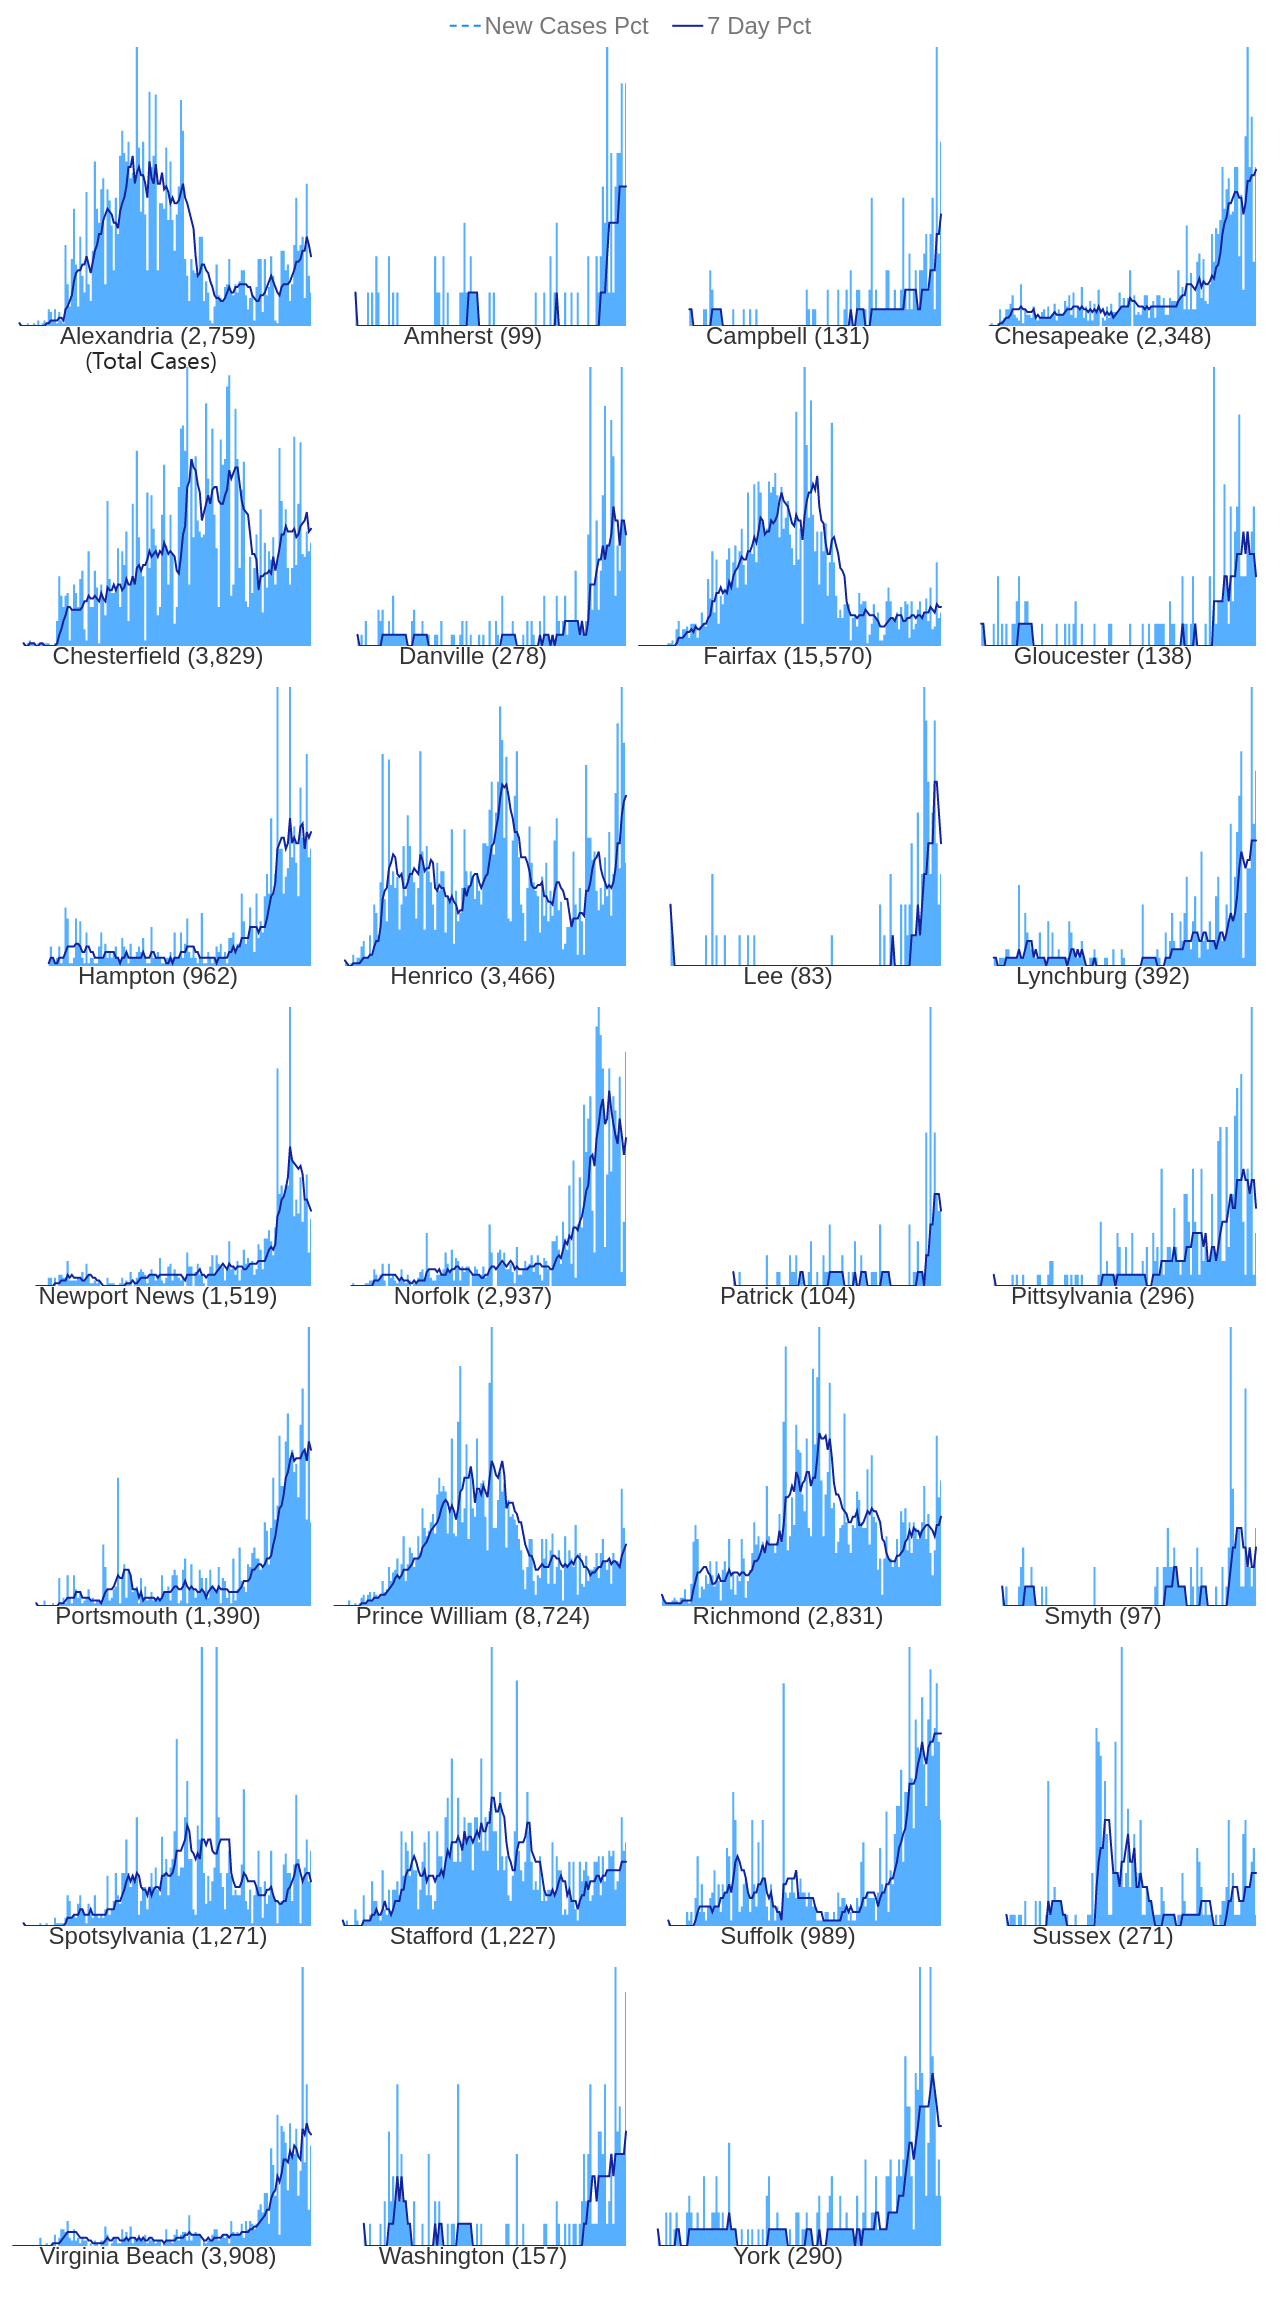 New Cases Pct 7 Day Pct
Alexandria (2,759) Amherst (99) Campbell (131) Chesapeake (2,348)
(Total Cases)
Chesterfield (3,829) Danville (278) Fairfax (15,570) Gloucester (138)
Hampton (962) Henrico (3,466) Lee (83) Lynchburg (392)
Newport News (1,519) Norfolk (2,937) Patrick (104) Pittsylvania (296)
Portsmouth (1,390) Prince William (8,724) Richmond (2,831) Smyth (97)
Spotsylvania (1,271) Stafford (1,227) Suffolk (989) Sussex (271)
Virginia Beach (3,908) Washington (157) York (290)